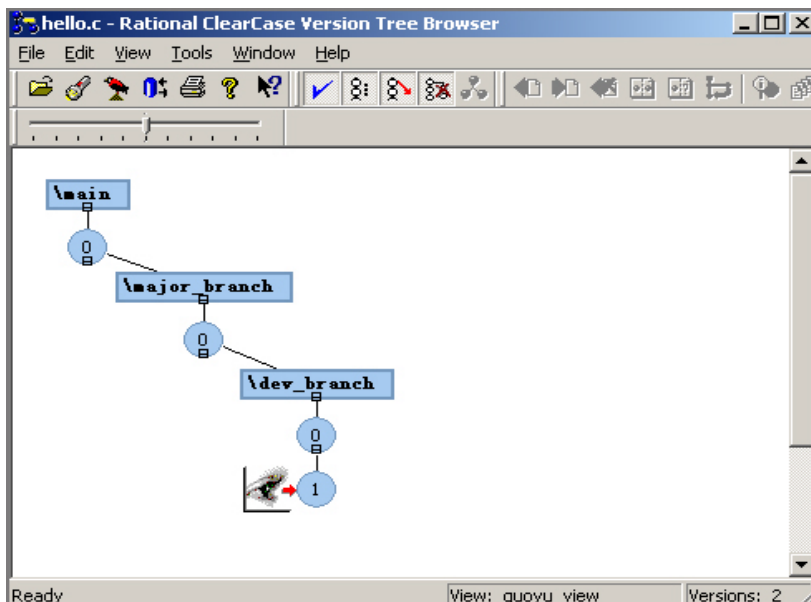 hello.c - Rational ClearCase Version Tree Browser
File Edit View Tools Window Help
\main
0
\major_branch
0
\dev_branch
0
1
Ready View: guoyu_view Versions: 2